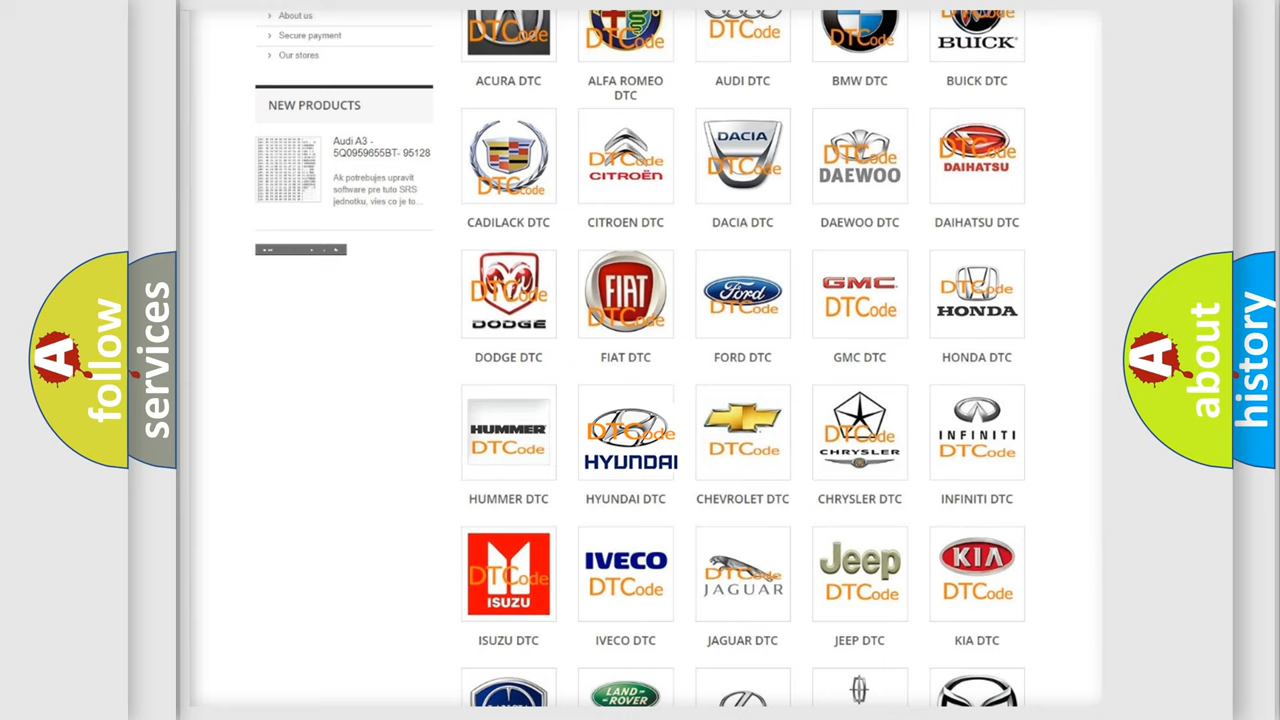 About us
Secure payment
Our stores
NEW PRODUCTS
Audi A3 -
5Q0959655BT- 95128
Ak potrebujes upravit
software pre tuto SRS
jednotku, vies co je to...
DTCode
DTCode
DTCode
DTCode
BUICK
ACURA DTC
ALFA ROMEO
DTC
AUDI DTC
BMW DTC
BUICK DTC
DTCode
DTCode
CITROËN
DACIA
DTCode
DTCode
DAEWOO
DTCode
DAIHATSU
CADILACK DTC
CITROEN DTC
DACIA DTC
DAEWOO DTC
DAIHATSU DTC
DTCode
DODGE
FIAT
DTCode
Ford
DTCode
GMC
DTCode
DTCode
HONDA
DODGE DTC
FIAT DTC
FORD DTC
GMC DTC
HONDA DTC
HUMMER
DTCode
DTCode
HYUNDAI
DTCode
DTCode
CHRYSLER
INFINITI
DTCode
HUMMER DTC
HYUNDAI DTC
CHEVROLET DTC
CHRYSLER DTC
INFINITI DTC
DTCode
ISUZU
IVECO
DTCode
DTCode
JAGUAR
Jeep
DTCode
KIA
DTCode
ISUZU DTC
IVECO DTC
JAGUAR DTC
JEEP DTC
KIA DTC
LAND-
ROVER
A
follow
services
A
about
history